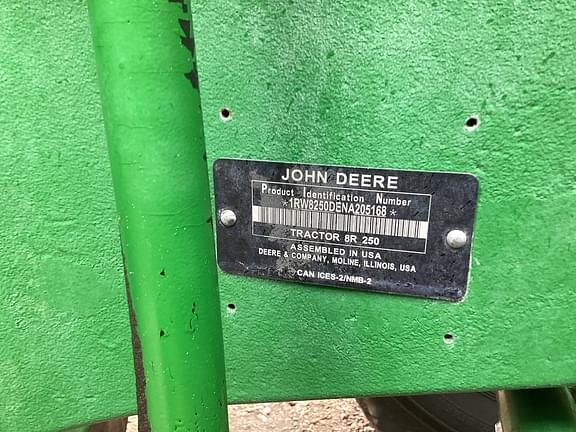 JOHN DEERE
Product Identification Number
*1RW8250DENA205168*
TRACTOR 8R 250
ASSEMBLED IN USA
DEERE & COMPANY, MOLINE, ILLINOIS, USA
CAN ICES-2/NMB-2